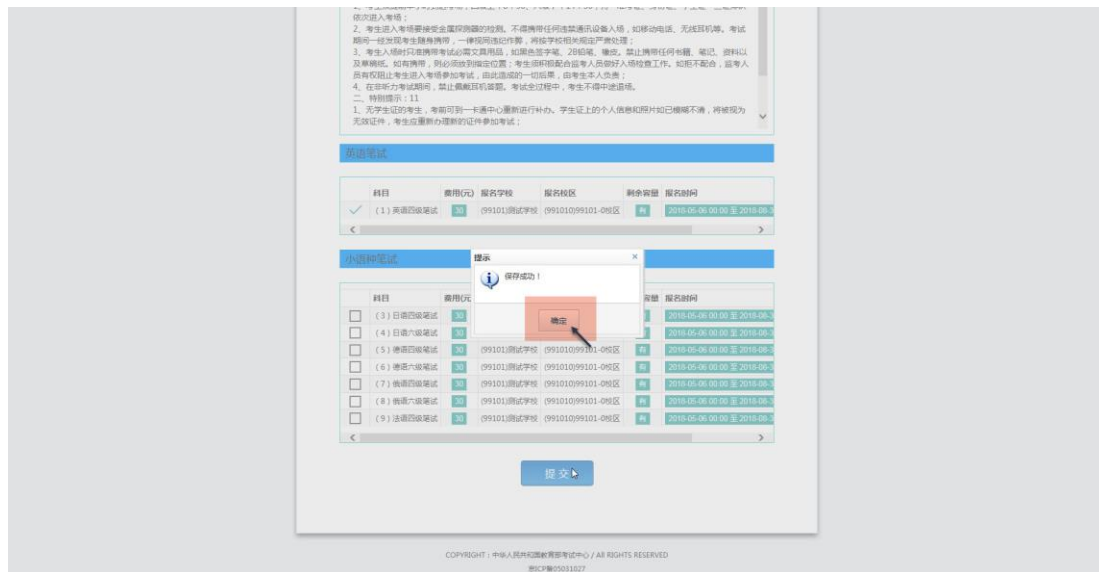 依次进入考场；
2、考生进入考场要接受金属探测器的检测。不得携带任何违禁通讯设备入场，如移动电话、无线耳机等。考试
期间一经发现考生随身携带，一律视同违纪作弊，将按学校相关规定严肃处理；
3、考生入场时只准携带考试必需文具用品，如黑色签字笔、2B铅笔、橡皮。禁止携带任何书籍、笔记、资料以
及草稿纸。如有携带，则必须放到指定位置；考生须积极配合监考人员做好入场检查工作。如拒不配合，监考人
员有权阻止考生进入考场参加考试，由此造成的一切后果，由考生本人负责；
4、在非听力考试期间，禁止佩戴耳机答题。考试全过程中，考生不得中途退场。
二、特别提示：11
1、无学生证的考生，考前可到一卡通中心重新进行补办。学生证上的个人信息和照片如已模糊不清，将被视为
无效证件，考生应重新办理新的证件参加考试；
英语笔试
科目 费用(元) 报名学校 报名校区 剩余容量 报名时间
（1）英语四级笔试 30 (99101)测试学校 (991010)99101-0校区 有 2018-05-06 00:00 至 2018-08-3
小语种笔试
提示 ×
保存成功！
确定
科目 费用(元 容量 报名时间
（3）日语四级笔试 30 2018-05-06 00:00 至 2018-08-3
（4）日语六级笔试 30 2018-05-06 00:00 至 2018-08-3
（5）德语四级笔试 30 (99101)测试学校 (991010)99101-0校区 有 2018-05-06 00:00 至 2018-08-3
（6）德语六级笔试 30 (99101)测试学校 (991010)99101-0校区 有 2018-05-06 00:00 至 2018-08-3
（7）俄语四级笔试 30 (99101)测试学校 (991010)99101-0校区 有 2018-05-06 00:00 至 2018-08-3
（8）俄语六级笔试 30 (99101)测试学校 (991010)99101-0校区 有 2018-05-06 00:00 至 2018-08-3
（9）法语四级笔试 30 (99101)测试学校 (991010)99101-0校区 有 2018-05-06 00:00 至 2018-08-3
提交
COPYRIGHT：中华人民共和国教育部考试中心 / All RIGHTS RESERVED
京ICP备05031027